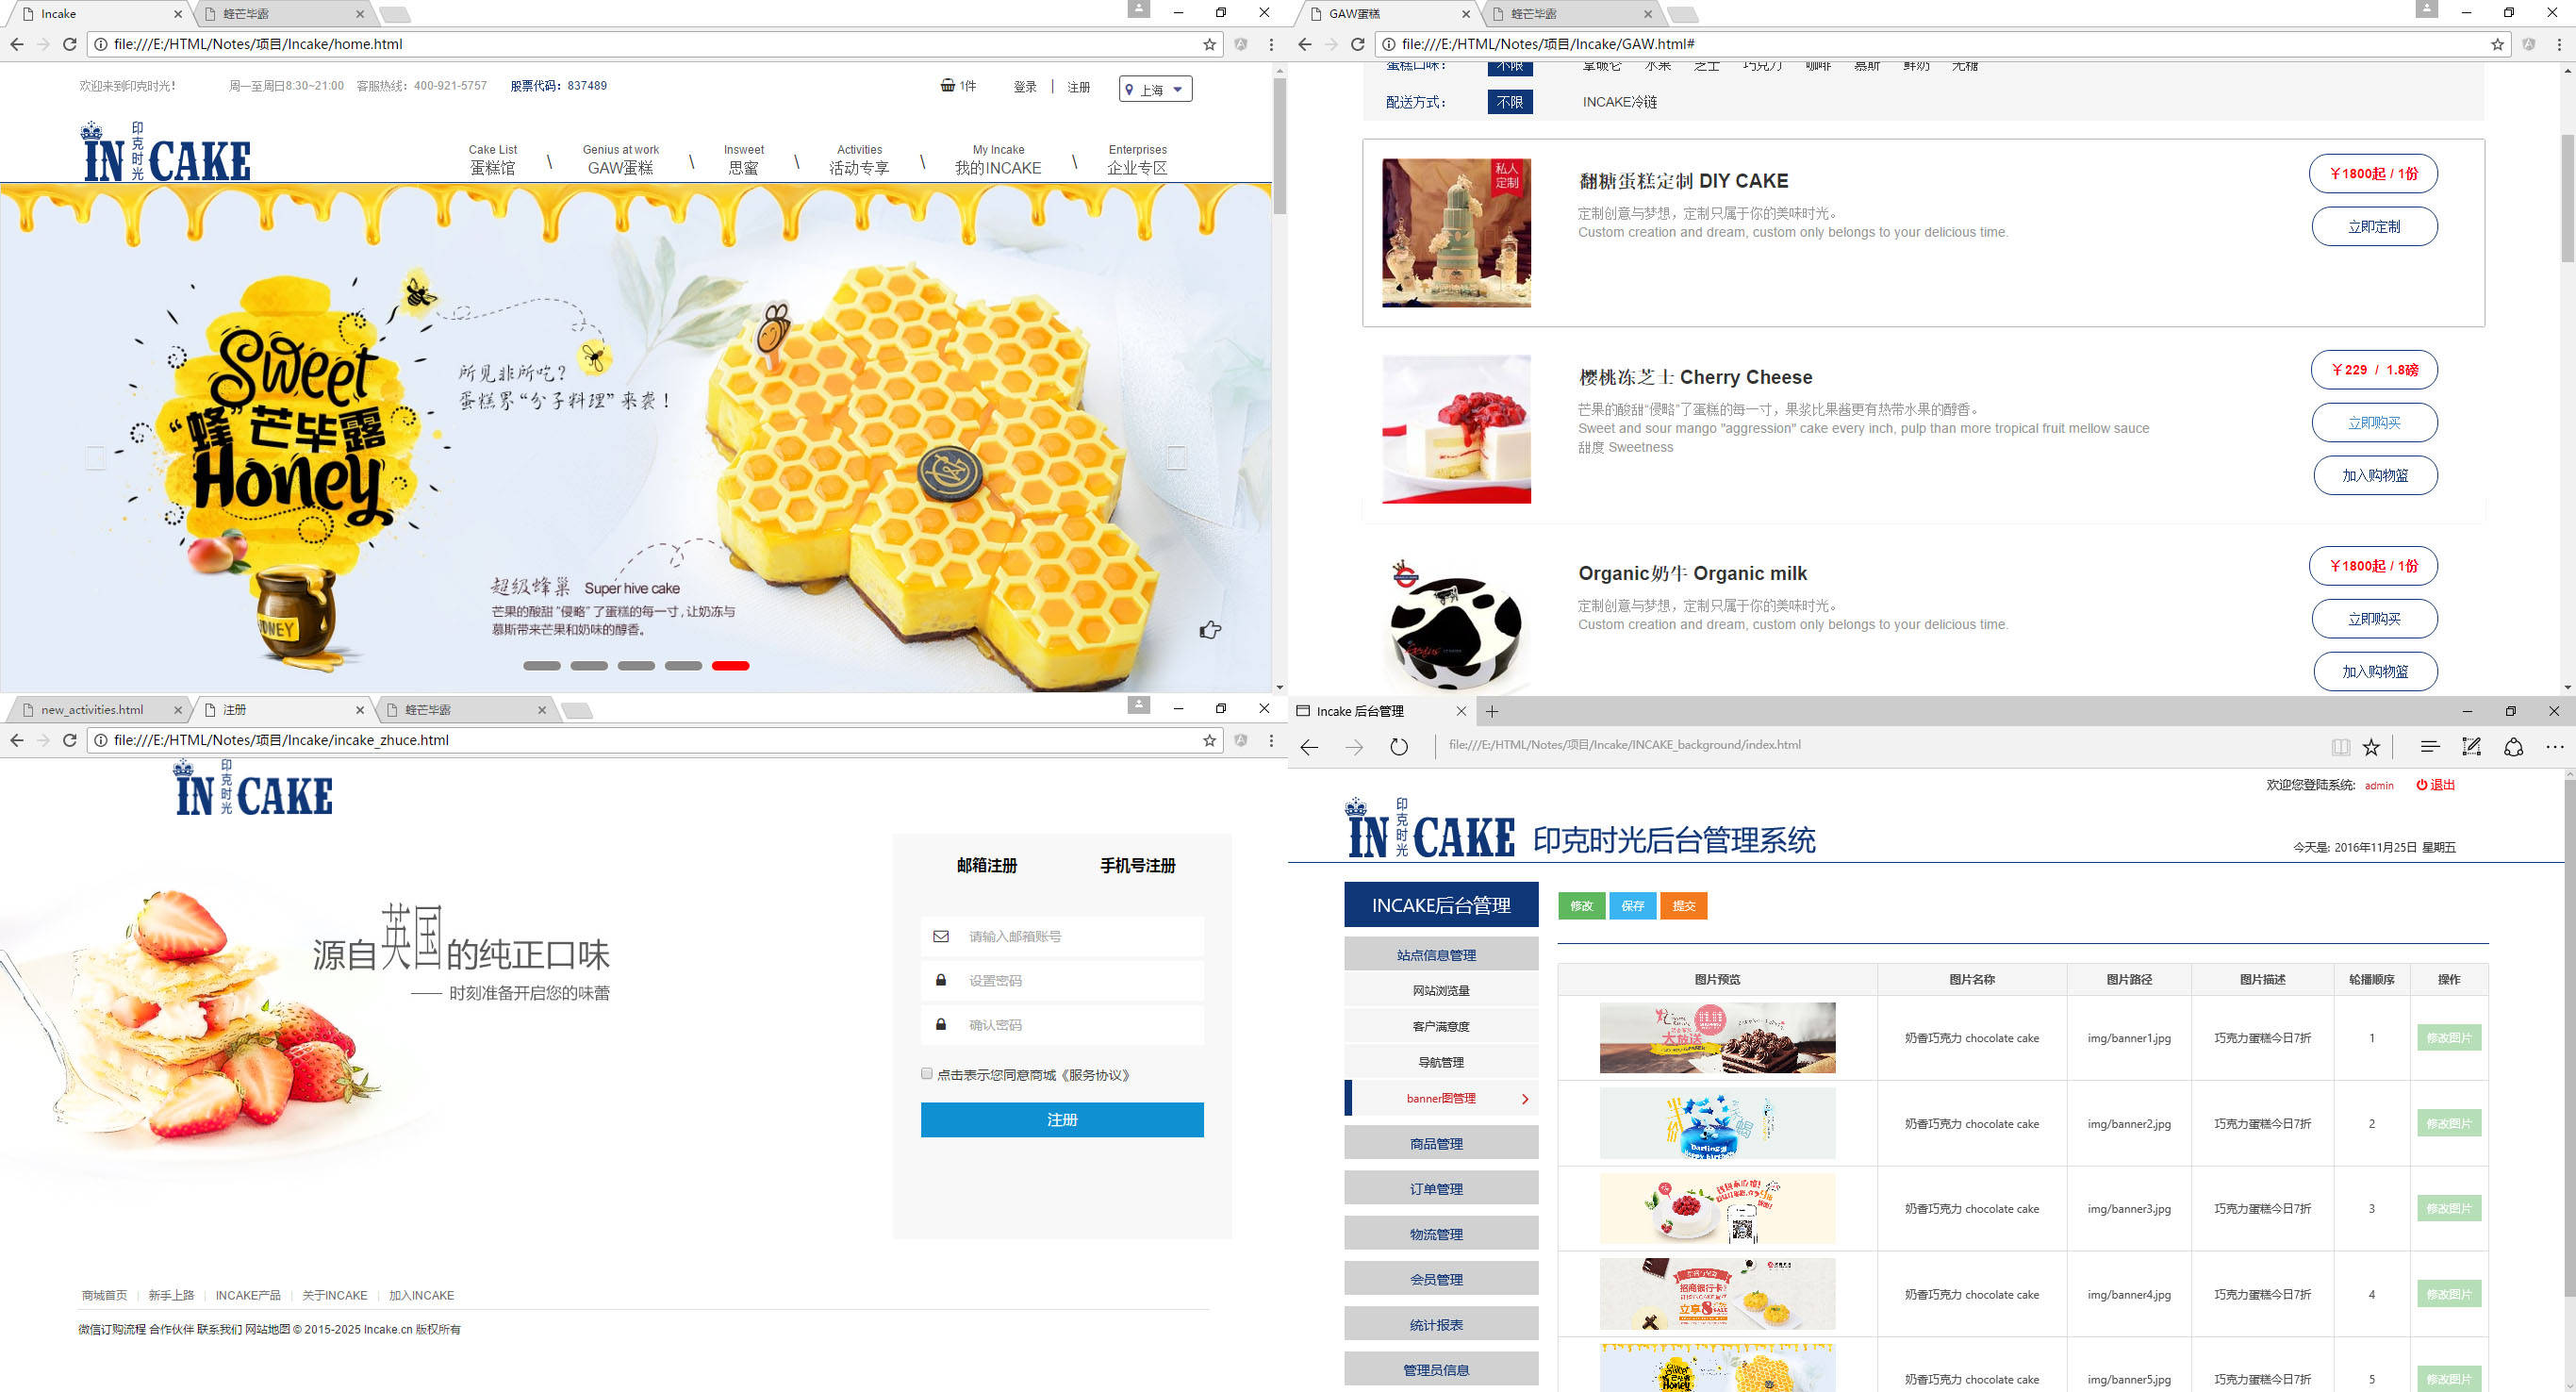 Incake
蜂芒毕露
file:///E:/HTML/Notes/项目/Incake/home.html
欢迎来到印克时光! 周一至周日8:30~21:00 客服热线：400-921-5757 股票代码：837489 1件 登录 | 注册 上海
印克时光
IN CAKE
Cake List \ Genius at work \ Insweet \ Activities \ My Incake \ Enterprises
蛋糕馆 GAW蛋糕 思蜜 活动专享 我的INCAKE 企业专区
Sweet
“蜂”芒毕露
Honey
所见非所吃?
蛋糕界“分子料理”来袭!
HONEY
超级蜂巢 Super hive cake
芒果的酸甜“侵略”了蛋糕的每一寸,让奶冻与
慕斯带来芒果和奶味的醇香。
GAW蛋糕
蜂芒毕露
file:///E:/HTML/Notes/项目/Incake/GAW.html#
蛋糕口味： 不限 拿破仑 水果 芝士 巧克力 咖啡 慕斯 鲜奶 无糖
配送方式： 不限 INCAKE冷链
私人
定制
翻糖蛋糕定制 DIY CAKE
定制创意与梦想，定制只属于你的美味时光。
Custom creation and dream, custom only belongs to your delicious time.
￥1800起 / 1份
立即定制
樱桃冻芝士 Cherry Cheese
芒果的酸甜“侵略”了蛋糕的每一寸，果浆比果酱更有热带水果的醇香。
Sweet and sour mango "aggression" cake every inch, pulp than more tropical fruit mellow sauce
甜度 Sweetness
￥229 / 1.8磅
立即购买
加入购物篮
Organic奶牛 Organic milk
定制创意与梦想，定制只属于你的美味时光。
Custom creation and dream, custom only belongs to your delicious time.
￥1800起 / 1份
立即购买
加入购物篮
new_activities.html
注册
蜂芒毕露
file:///E:/HTML/Notes/项目/Incake/incake_zhuce.html
印克时光
IN CAKE
源自英国的纯正口味
—— 时刻准备开启您的味蕾
邮箱注册 手机号注册
请输入邮箱账号
设置密码
确认密码
点击表示您同意商城《服务协议》
注册
商城首页 | 新手上路 | INCAKE产品 | 关于INCAKE | 加入INCAKE
微信订购流程 合作伙伴 联系我们 网站地图 © 2015-2025 Incake.cn 版权所有
Incake 后台管理
file:///E:/HTML/Notes/项目/Incake/INCAKE_background/index.html
欢迎您登陆系统: admin 退出
印克时光
IN CAKE 印克时光后台管理系统
今天是: 2016年11月25日 星期五
INCAKE后台管理
站点信息管理
网站浏览量
客户满意度
导航管理
banner图管理
商品管理
订单管理
物流管理
会员管理
统计报表
管理员信息
修改 保存 提交
图片预览 图片名称 图片路径 图片描述 轮播顺序 操作
大放送
奶香巧克力 chocolate cake img/banner1.jpg 巧克力蛋糕今日7折 1 修改图片
奶香巧克力 chocolate cake img/banner2.jpg 巧克力蛋糕今日7折 2 修改图片
奶香巧克力 chocolate cake img/banner3.jpg 巧克力蛋糕今日7折 3 修改图片
招商银行卡
立享8
奶香巧克力 chocolate cake img/banner4.jpg 巧克力蛋糕今日7折 4 修改图片
Honey
奶香巧克力 chocolate cake img/banner5.jpg 巧克力蛋糕今日7折 5 修改图片